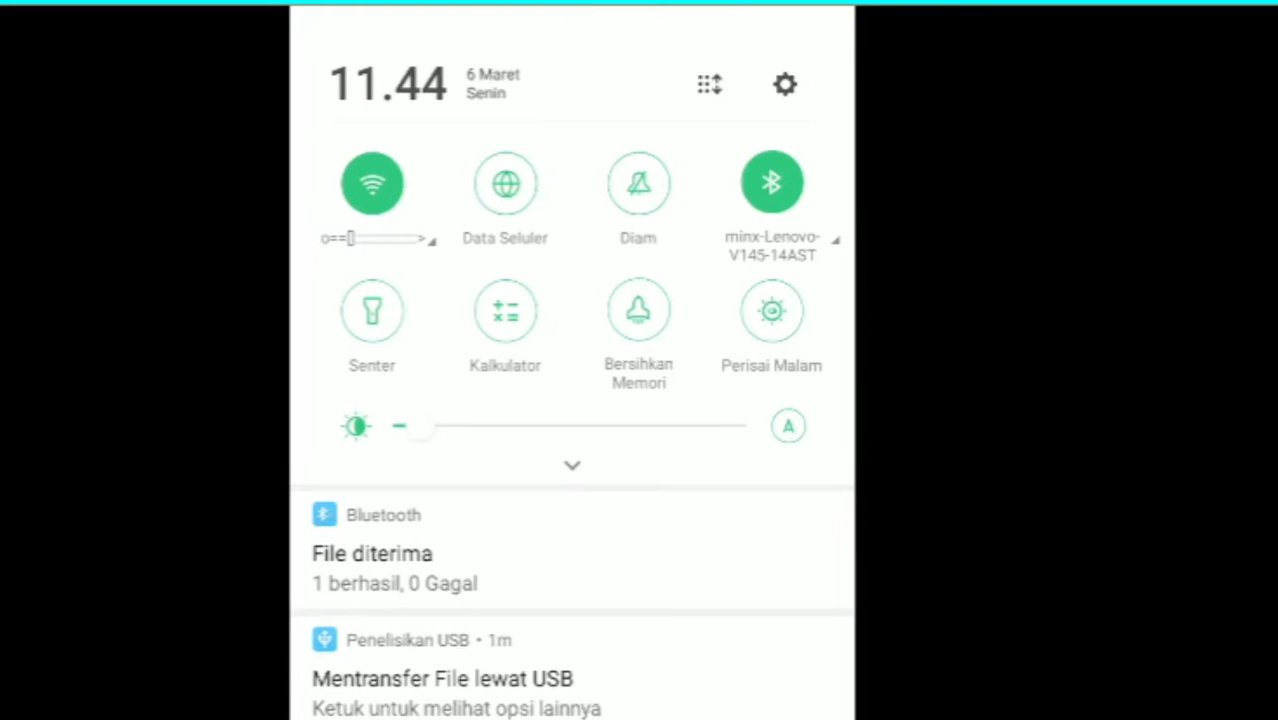 11.44
6 Maret
Senin
o==[]::::::::::::::::>
Data Seluler
Diam
minx-Lenovo-
V145-14AST
Senter
Kalkulator
Bersihkan
Memori
Perisai Malam
A
Bluetooth
File diterima
1 berhasil, 0 Gagal
Penelisikan USB • 1m
Mentransfer File lewat USB
Ketuk untuk melihat opsi lainnya